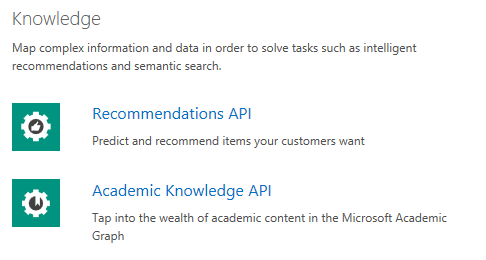 Knowledge
Map complex information and data in order to solve tasks such as intelligent
recommendations and semantic search.
Recommendations API
Predict and recommend items your customers want
Academic Knowledge API
Tap into the wealth of academic content in the Microsoft Academic
Graph